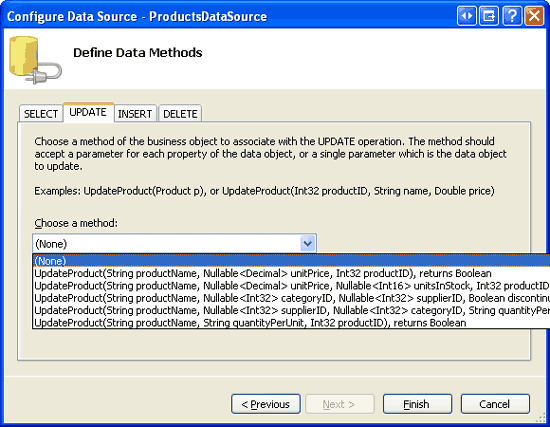 Configure Data Source - ProductsDataSource
Define Data Methods
SELECT UPDATE INSERT DELETE
Choose a method of the business object to associate with the UPDATE operation. The method should
accept a parameter for each property of the data object, or a single parameter which is the data object
to update.
Examples: UpdateProduct(Product p), or UpdateProduct(Int32 productID, String name, Double price)
Choose a method:
(None)
(None)
UpdateProduct(String productName, Nullable<Decimal> unitPrice, Int32 productID), returns Boolean
UpdateProduct(String productName, Nullable<Decimal> unitPrice, Nullable<Int16> unitsInStock, Int32 productID)
UpdateProduct(String productName, Nullable<Int32> categoryID, Nullable<Int32> supplierID, Boolean discontinu
UpdateProduct(String productName, Nullable<Int32> supplierID, Nullable<Int32> categoryID, String quantityPer
UpdateProduct(String productName, String quantityPerUnit, Int32 productID), returns Boolean
< Previous Next > Finish Cancel